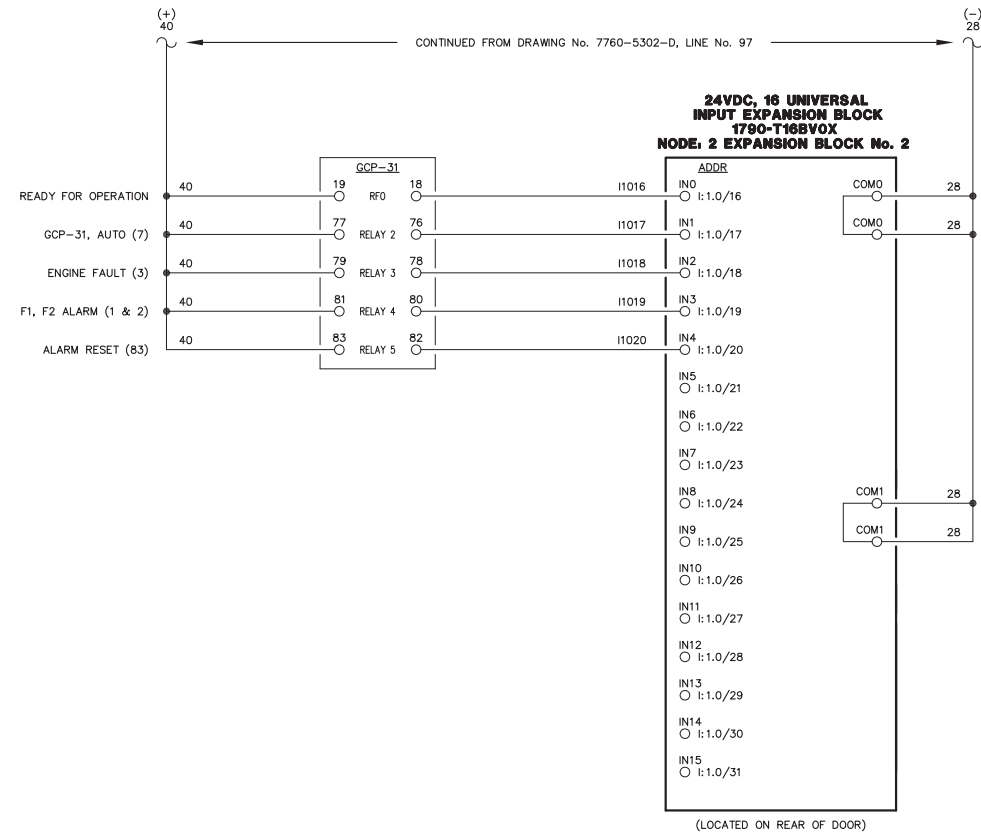 (+)
40
(-)
28
CONTINUED FROM DRAWING No. 7760-5302-D, LINE No. 97
24VDC, 16 UNIVERSAL
INPUT EXPANSION BLOCK
1790-T16BV0X
NODE: 2 EXPANSION BLOCK No. 2
GCP-31
ADDR
READY FOR OPERATION 40 19 RFO 18 I1016 IN0 I:1.0/16 COM0 28
GCP-31, AUTO (7) 40 77 RELAY 2 76 I1017 IN1 I:1.0/17 COM0 28
ENGINE FAULT (3) 40 79 RELAY 3 78 I1018 IN2 I:1.0/18
F1, F2 ALARM (1 & 2) 40 81 RELAY 4 80 I1019 IN3 I:1.0/19
ALARM RESET (83) 40 83 RELAY 5 82 I1020 IN4 I:1.0/20
IN5 I:1.0/21
IN6 I:1.0/22
IN7 I:1.0/23
IN8 I:1.0/24 COM1 28
IN9 I:1.0/25 COM1 28
IN10 I:1.0/26
IN11 I:1.0/27
IN12 I:1.0/28
IN13 I:1.0/29
IN14 I:1.0/30
IN15 I:1.0/31
(LOCATED ON REAR OF DOOR)